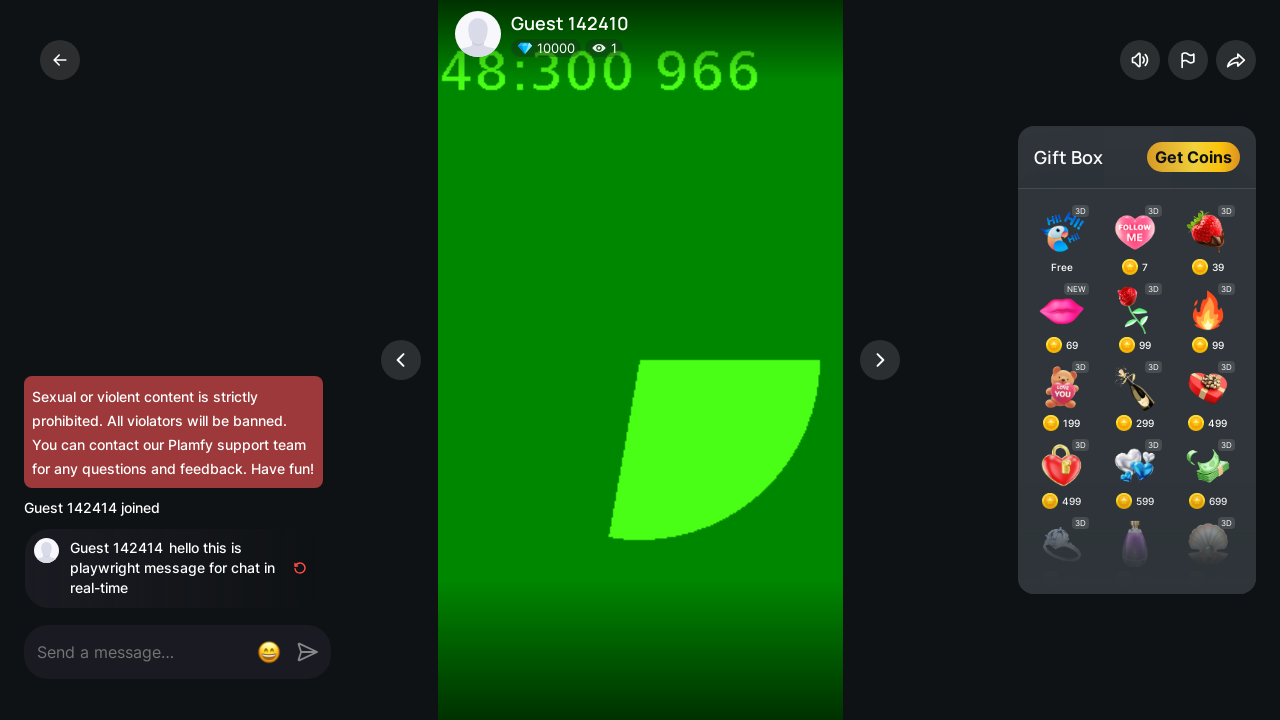 Guest 142410
10000 1
48:300 966
Gift Box
Get Coins
3D 3D 3D
HI! HI! HI! HI!
FOLLOW
ME
Free 7 39
NEW 3D 3D
69 99 99
3D 3D 3D
LOVE
YOU
199 299 499
3D 3D 3D
499 599 699
3D 3D
Sexual or violent content is strictly
prohibited. All violators will be banned.
You can contact our Plamfy support team
for any questions and feedback. Have fun!
Guest 142414 joined
Guest 142414 hello this is
playwright message for chat in
real-time
Send a message...